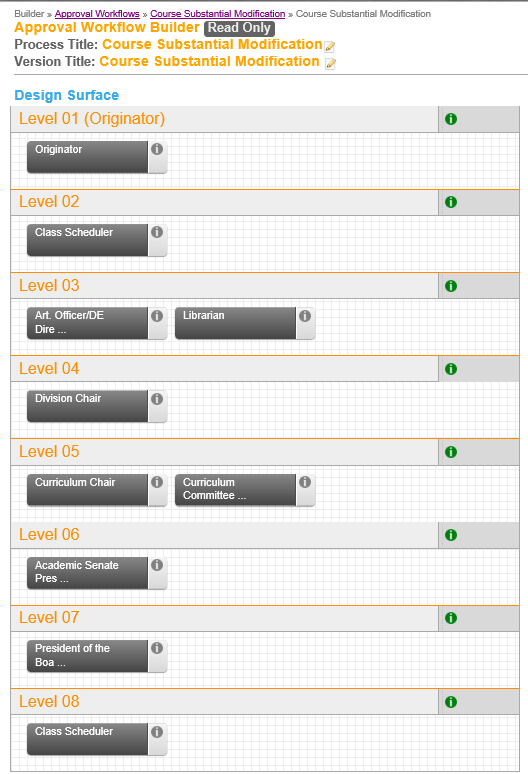 Builder » Approval Workflows » Course Substantial Modification » Course Substantial Modification
Approval Workflow Builder Read Only
Process Title: Course Substantial Modification
Version Title: Course Substantial Modification
Design Surface
Level 01 (Originator)
Originator
Level 02
Class Scheduler
Level 03
Art. Officer/DE
Dire ...
Librarian
Level 04
Division Chair
Level 05
Curriculum Chair
Curriculum
Committee ...
Level 06
Academic Senate
Pres ...
Level 07
President of the
Boa ...
Level 08
Class Scheduler